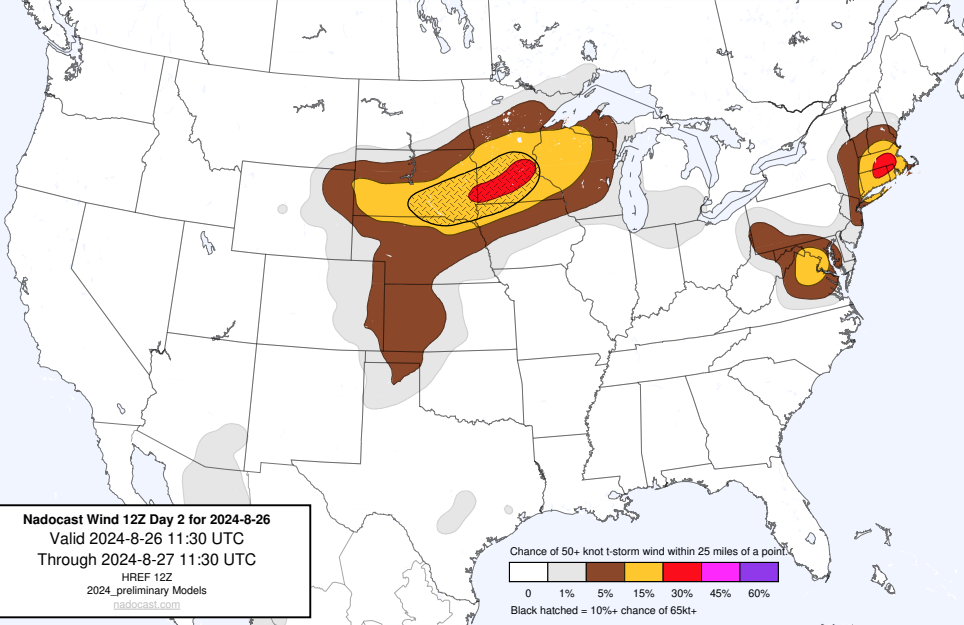 Nadocast Wind 12Z Day 2 for 2024-8-26
Valid 2024-8-26 11:30 UTC
Through 2024-8-27 11:30 UTC
HREF 12Z
2024_preliminary Models
nadocast.com
Chance of 50+ knot t-storm wind within 25 miles of a point.
0 1% 5% 15% 30% 45% 60%
Black hatched = 10%+ chance of 65kt+